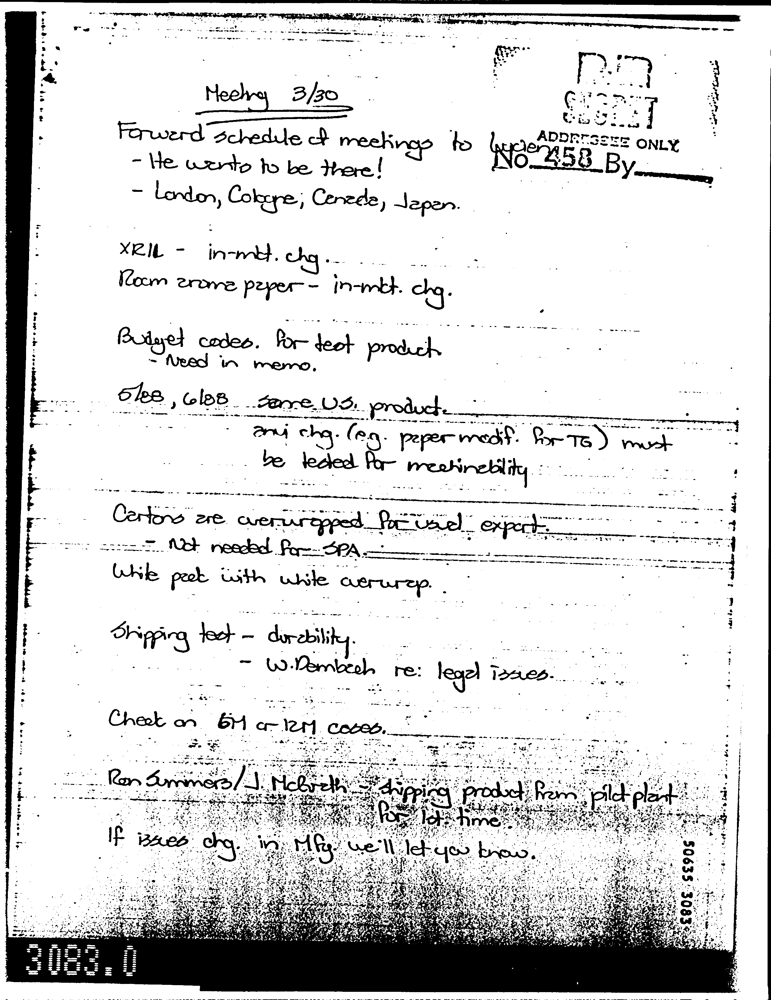 RJR
SECRET
ADDRESSEE ONLY
No. 458 By
Meeting 3/30
Forward schedule of meetings to Lucien
- He wants to be there!
- London, Cologne, Canada, Japan.
XRIL - in-mkt. chg.
Room aroma paper - in-mkt. chg.
Budget codes. for test product
- Need in memo.
5/88, 6/88 same U.S. product.
any chg. (e.g. paper modif. for TG) must
be tested for machinability
Cartons are overwrapped for usual export.
- Not needed for SPA.
White pack with white overwrap.
Shipping test - durability.
- W. Dembach re: legal issues.
Check on 6M or 12M cases.
Ron Summers/J. McGrath - shipping product from pilot plant
for 1st. time.
If issues chg. in Mfg. we'll let you know.
50635 3083
3083.0